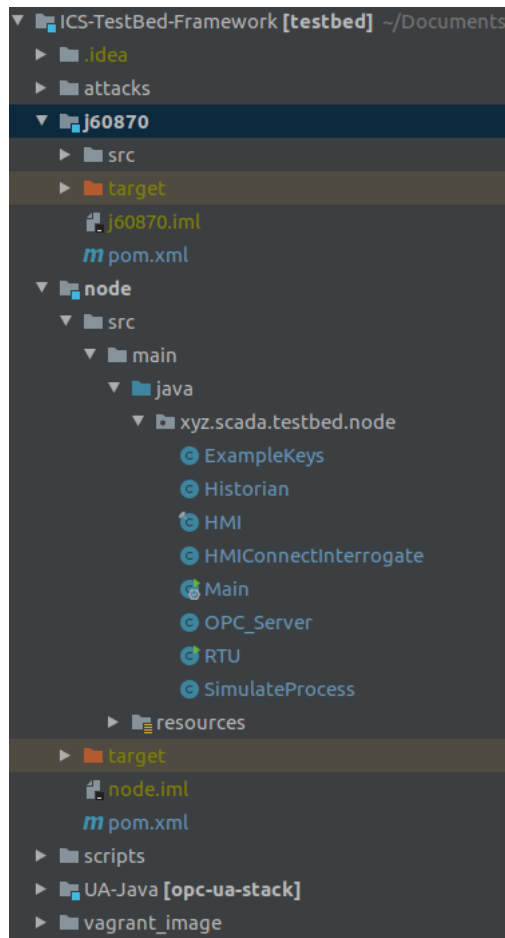 ICS-TestBed-Framework [testbed] ~/Documents
.idea
attacks
j60870
src
target
j60870.iml
m pom.xml
node
src
main
java
xyz.scada.testbed.node
C ExampleKeys
C Historian
C HMI
C HMIConnectInterrogate
C Main
C OPC_Server
C RTU
C SimulateProcess
resources
target
node.iml
m pom.xml
scripts
UA-Java [opc-ua-stack]
vagrant_image